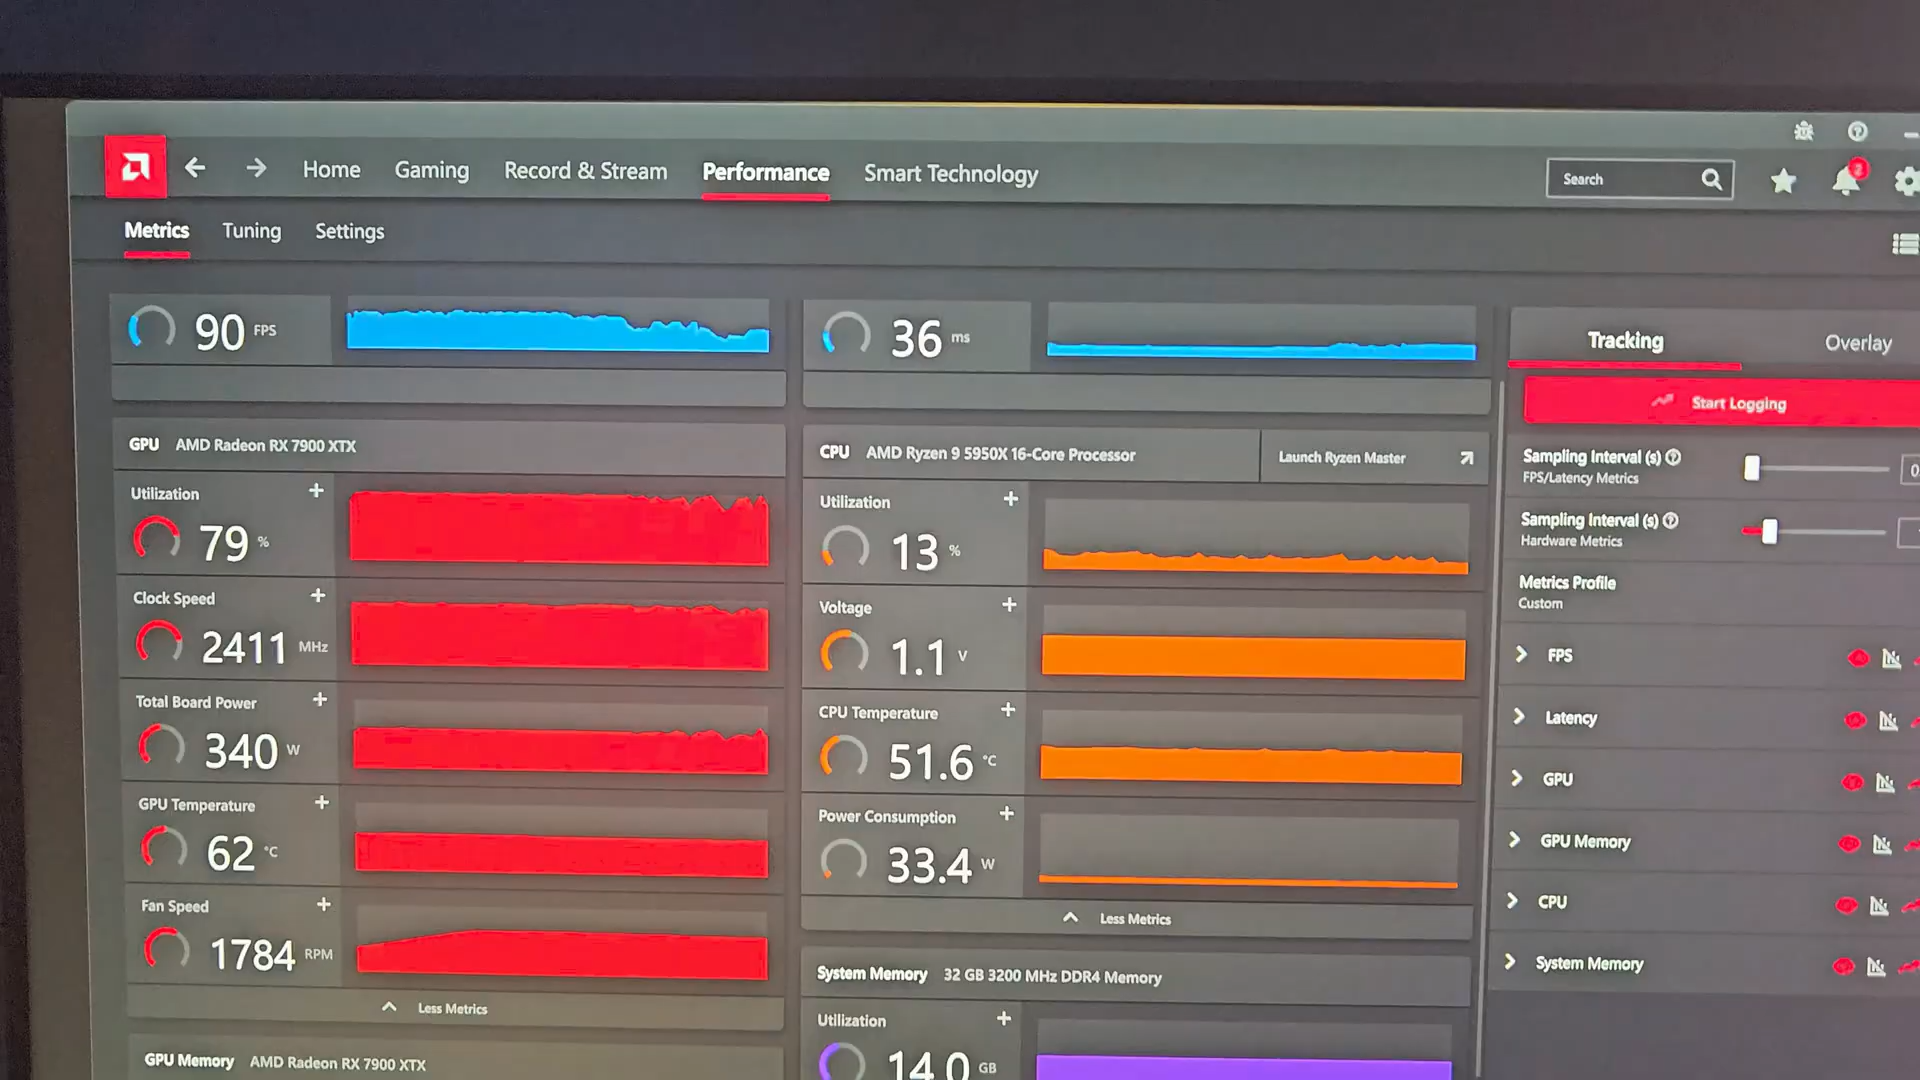 Home Gaming Record & Stream Performance Smart Technology
Search
2
Metrics Tuning Settings
90 FPS
36 ms
GPU AMD Radeon RX 7900 XTX
Utilization
79 %
Clock Speed
2411 MHz
Total Board Power
340 W
GPU Temperature
62 °C
Fan Speed
1784 RPM
Less Metrics
GPU Memory AMD Radeon RX 7900 XTX
CPU AMD Ryzen 9 5950X 16-Core Processor
Launch Ryzen Master
Utilization
13 %
Voltage
1.1 V
CPU Temperature
51.6 °C
Power Consumption
33.4 W
Less Metrics
System Memory 32 GB 3200 MHz DDR4 Memory
Utilization
14.0 GB
Tracking Overlay
Start Logging
Sampling Interval (s)
FPS/Latency Metrics
0
Sampling Interval (s)
Hardware Metrics
Metrics Profile
Custom
FPS
Latency
GPU
GPU Memory
CPU
System Memory